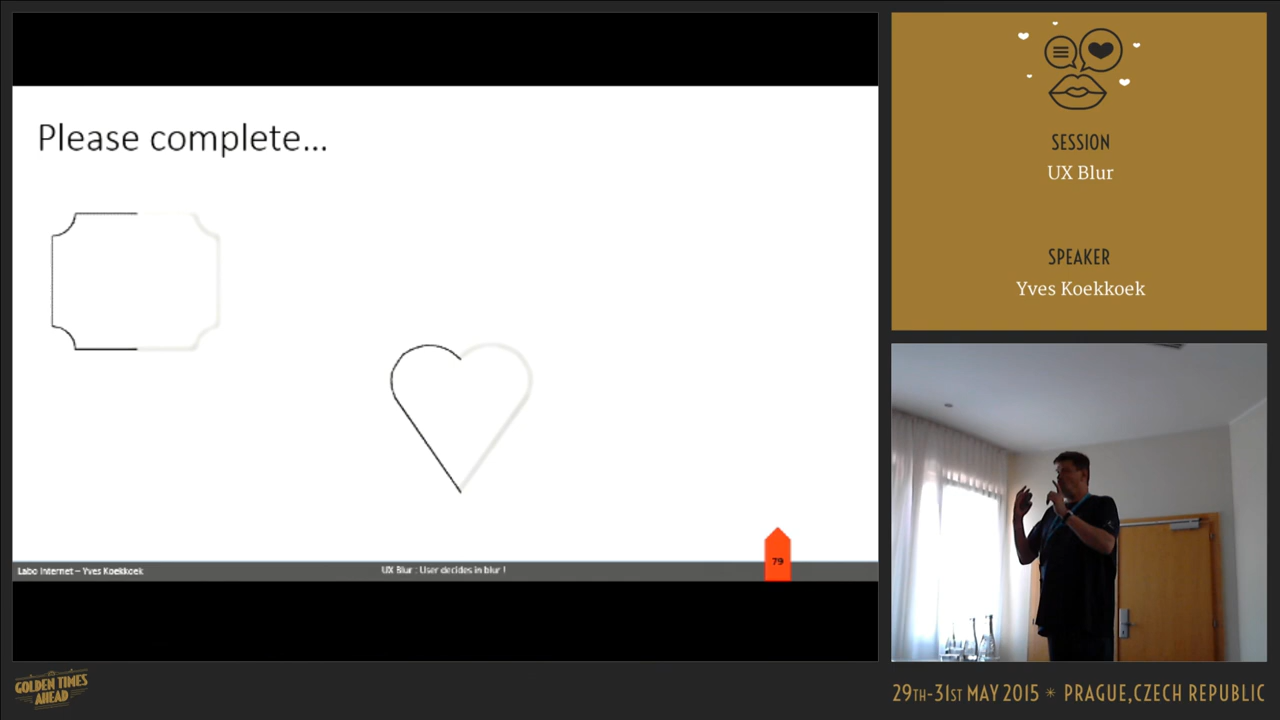 Please complete...
79
Labo Internet – Yves Koekkoek
UX Blur : User decides in blur !
SESSION
UX Blur
SPEAKER
Yves Koekkoek
GOLDEN TIMES
AHEAD
29TH-31ST MAY 2015 * PRAGUE,CZECH REPUBLIC